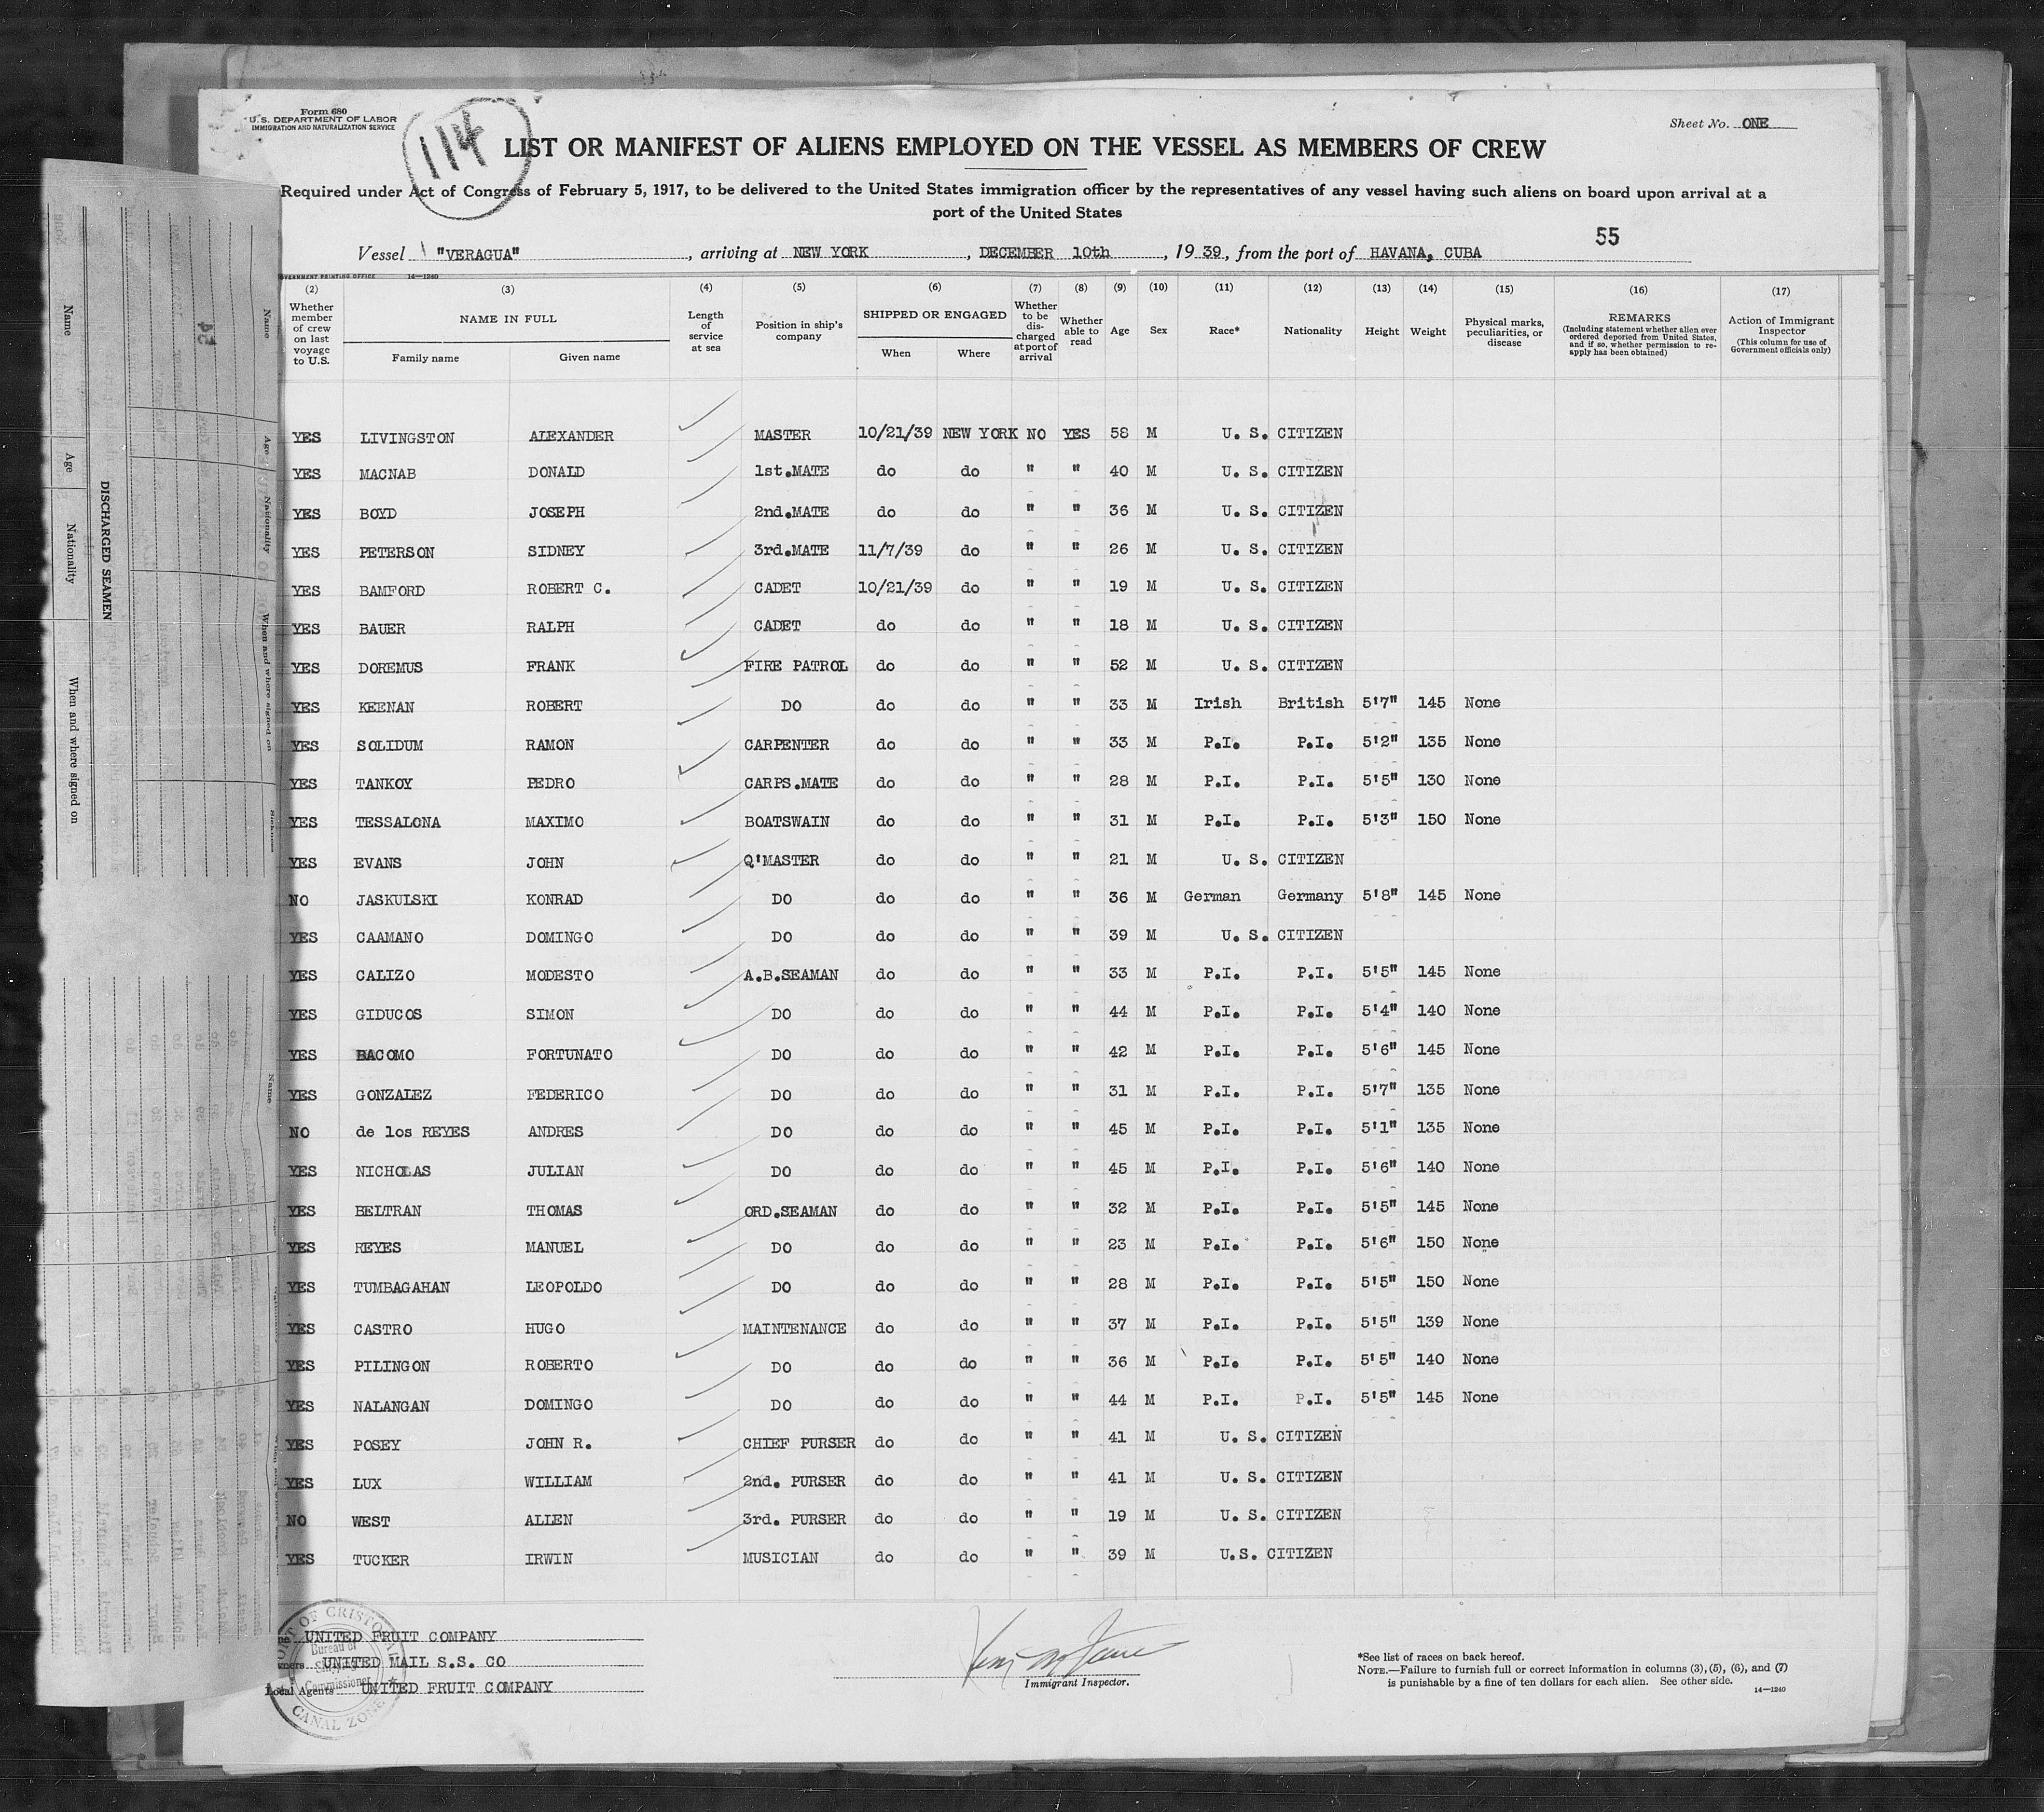 Form 680
U. S. DEPARTMENT OF LABOR
IMMIGRATION AND NATURALIZATION SERVICE
114
Sheet No. ONE
LIST OR MANIFEST OF ALIENS EMPLOYED ON THE VESSEL AS MEMBERS OF CREW
Required under Act of Congress of February 5, 1917, to be delivered to the United States immigration officer by the representatives of any vessel having such aliens on board upon arrival at a
port of the United States
55
Vessel "VERAGUA", arriving at NEW YORK, DECEMBER 10th, 1939, from the port of HAVANA, CUBA
GOVERNMENT PRINTING OFFICE 14—1240
(2) Whether member of crew on last voyage to U.S. (3) NAME IN FULL Family name Given name (4) Length of service at sea (5) Position in ship's company (6) SHIPPED OR ENGAGED When Where (7) Whether to be discharged at port of arrival (8) Whether able to read (9) Age (10) Sex (11) Race* (12) Nationality (13) Height (14) Weight (15) Physical marks, peculiarities, or disease (16) REMARKS (Including statement whether alien ever ordered deported from United States, and if so, whether permission to re-apply has been obtained) (17) Action of Immigrant Inspector (This column for use of Government officials only)
YES LIVINGSTON ALEXANDER MASTER 10/21/39 NEW YORK NO YES 58 M U. S. CITIZEN
YES MACNAB DONALD 1st.MATE do do " " 40 M U. S. CITIZEN
YES BOYD JOSEPH 2nd.MATE do do " " 36 M U. S. CITIZEN
YES PETERSON SIDNEY 3rd.MATE 11/7/39 do " " 26 M U. S. CITIZEN
YES BAMFORD ROBERT C. CADET 10/21/39 do " " 19 M U. S. CITIZEN
YES BAUER RALPH CADET do do " " 18 M U. S. CITIZEN
YES DOREMUS FRANK FIRE PATROL do do " " 52 M U. S. CITIZEN
YES KEENAN ROBERT DO do do " " 33 M Irish British 5'7" 145 None
YES SOLIDUM RAMON CARPENTER do do " " 33 M P.I. P.I. 5'2" 135 None
YES TANKOY PEDRO CARPS.MATE do do " " 28 M P.I. P.I. 5'5" 130 None
YES TESSALONA MAXIMO BOATSWAIN do do " " 31 M P.I. P.I. 5'3" 150 None
YES EVANS JOHN Q'MASTER do do " " 21 M U. S. CITIZEN
NO JASKULSKI KONRAD DO do do " " 36 M German Germany 5'8" 145 None
YES CAAMANO DOMINGO DO do do " " 39 M U. S. CITIZEN
YES CALIZO MODESTO A.B.SEAMAN do do " " 33 M P.I. P.I. 5'5" 145 None
YES GIDUCOS SIMON DO do do " " 44 M P.I. P.I. 5'4" 140 None
YES BACOMO FORTUNATO DO do do " " 42 M P.I. P.I. 5'6" 145 None
YES GONZALEZ FEDERICO DO do do " " 31 M P.I. P.I. 5'7" 135 None
NO de los REYES ANDRES DO do do " " 45 M P.I. P.I. 5'1" 135 None
YES NICHOLAS JULIAN DO do do " " 45 M P.I. P.I. 5'6" 140 None
YES BELTRAN THOMAS ORD.SEAMAN do do " " 32 M P.I. P.I. 5'5" 145 None
YES REYES MANUEL DO do do " " 23 M P.I. P.I. 5'6" 150 None
YES TUMBAGAHAN LEOPOLDO DO do do " " 28 M P.I. P.I. 5'5" 150 None
YES CASTRO HUGO MAINTENANCE do do " " 37 M P.I. P.I. 5'5" 139 None
YES PILINGON ROBERTO DO do do " " 36 M P.I. P.I. 5'5" 140 None
YES NALANGAN DOMINGO DO do do " " 44 M P.I. P.I. 5'5" 145 None
YES POSEY JOHN R. CHIEF PURSER do do " " 41 M U. S. CITIZEN
YES LUX WILLIAM 2nd. PURSER do do " " 41 M U. S. CITIZEN
NO WEST ALLEN 3rd. PURSER do do " " 19 M U. S. CITIZEN
YES TUCKER IRWIN MUSICIAN do do " " 39 M U.S. CITIZEN
UNITED FRUIT COMPANY
UNITED MAIL S.S. CO
Local Agents UNITED FRUIT COMPANY
PORT OF CRISTOBAL
Bureau of
Shipping
Commissioner
CANAL ZONE
Immigrant Inspector.
*See list of races on back hereof.
NOTE.—Failure to furnish full or correct information in columns (3), (5), (6), and (7)
is punishable by a fine of ten dollars for each alien. See other side.
14—1240
DISCHARGED SEAMEN
Name Age Nationality When and where signed on
Name Age Nationality When and where signed on
24